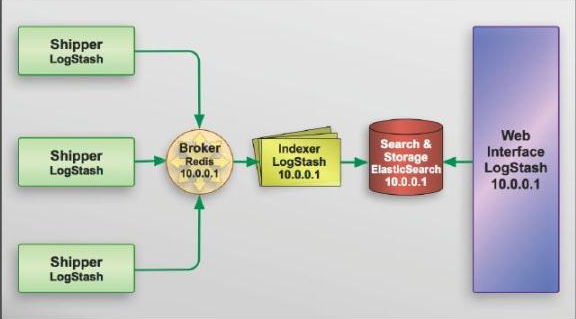 Shipper
LogStash
Shipper
LogStash
Shipper
LogStash
Broker
Redis
10.0.0.1
Indexer
LogStash
10.0.0.1
Search &
Storage
ElasticSearch
10.0.0.1
Web
Interface
LogStash
10.0.0.1